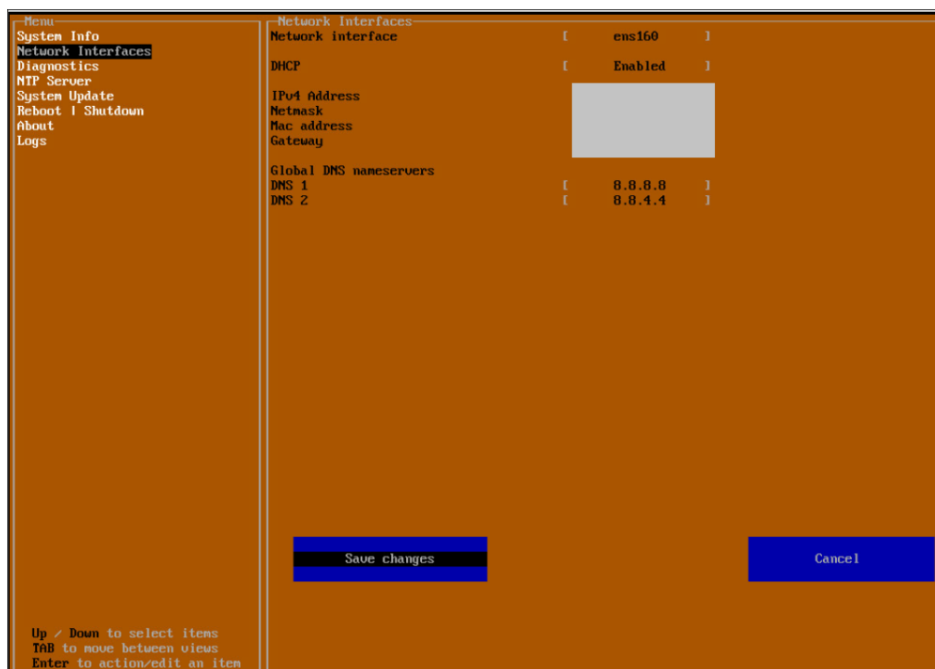 Menu
System Info
Network Interfaces
Diagnostics
NTP Server
System Update
Reboot | Shutdown
About
Logs
Up / Down to select items
TAB to move between views
Enter to action/edit an item
Network Interfaces
Network interface [ ens160 ]
DHCP [ Enabled ]
IPv4 Address
Netmask
Mac address
Gateway
Global DNS nameservers
DNS 1 [ 8.8.8.8 ]
DNS 2 [ 8.8.4.4 ]
Save changes
Cancel